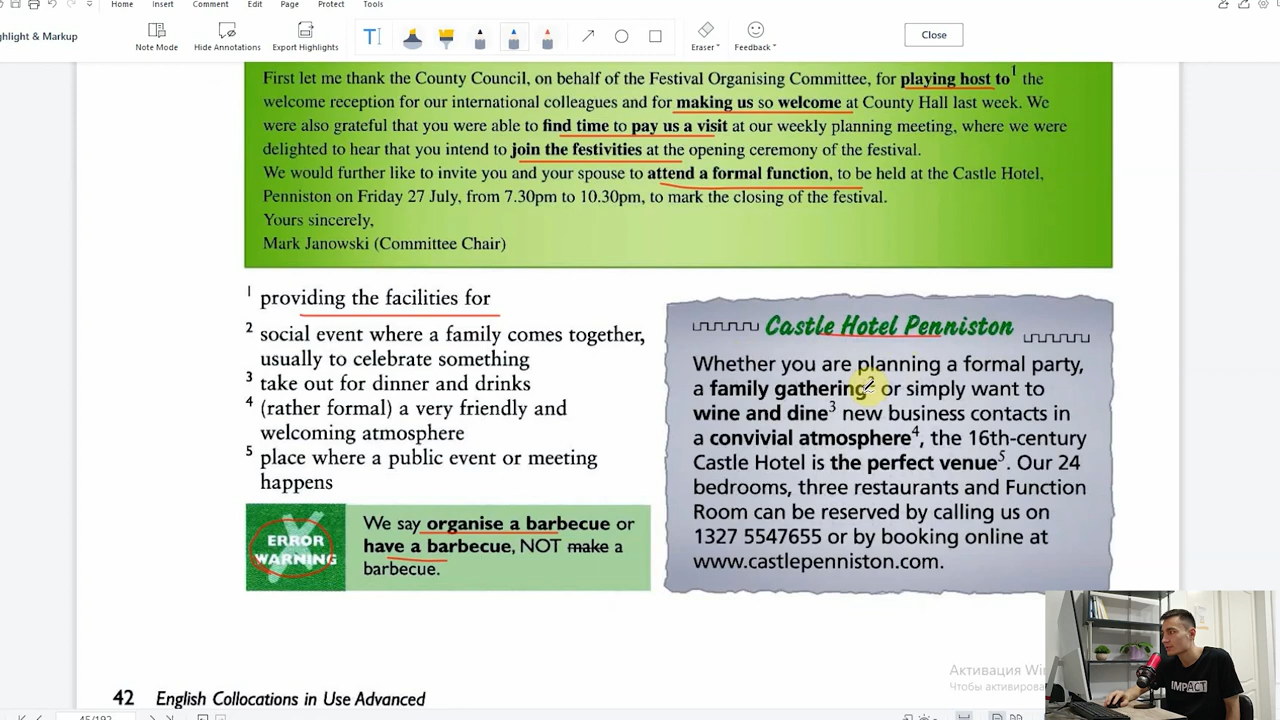 Home Insert Comment Edit Page Protect Tools
ghlight & Markup
Note Mode
Hide Annotations
Export Highlights
Eraser
Feedback
Close
First let me thank the County Council, on behalf of the Festival Organising Committee, for playing host to1 the
welcome reception for our international colleagues and for making us so welcome at County Hall last week. We
were also grateful that you were able to find time to pay us a visit at our weekly planning meeting, where we were
delighted to hear that you intend to join the festivities at the opening ceremony of the festival.
We would further like to invite you and your spouse to attend a formal function, to be held at the Castle Hotel,
Penniston on Friday 27 July, from 7.30pm to 10.30pm, to mark the closing of the festival.
Yours sincerely,
Mark Janowski (Committee Chair)
1 providing the facilities for
2 social event where a family comes together,
usually to celebrate something
3 take out for dinner and drinks
4 (rather formal) a very friendly and
welcoming atmosphere
5 place where a public event or meeting
happens
ERROR
WARNING
We say organise a barbecue or
have a barbecue, NOT make a
barbecue.
Castle Hotel Penniston
Whether you are planning a formal party,
a family gathering2 or simply want to
wine and dine3 new business contacts in
a convivial atmosphere4, the 16th-century
Castle Hotel is the perfect venue5. Our 24
bedrooms, three restaurants and Function
Room can be reserved by calling us on
1327 5547655 or by booking online at
www.castlepenniston.com.
Активация Wi
Чтобы активирова
IMPACT
42 English Collocations in Use Advanced
45/192